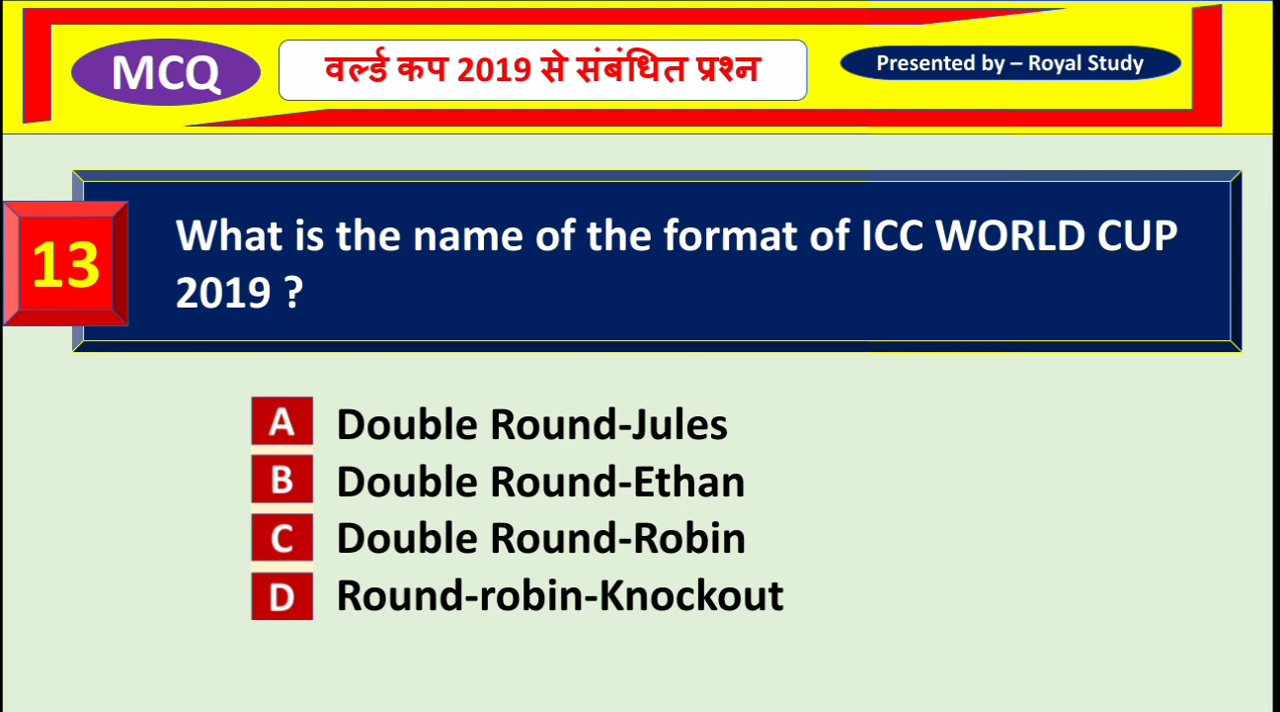 MCQ
वर्ल्ड कप 2019 से संबंधित प्रश्न
Presented by – Royal Study
13
What is the name of the format of ICC WORLD CUP
2019 ?
A Double Round-Jules
B Double Round-Ethan
C Double Round-Robin
D Round-robin-Knockout